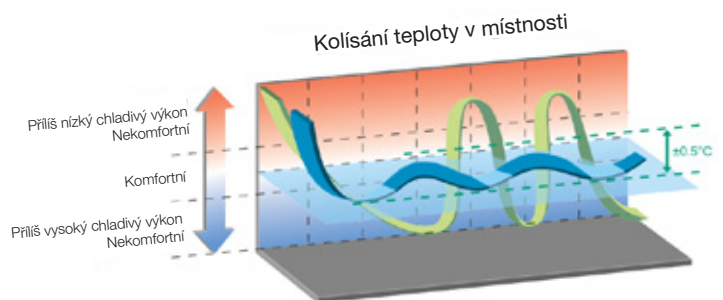 Kolísání teploty v místnosti
Příliš nízký chladivý výkon
Nekomfortní
Komfortní
Příliš vysoký chladivý výkon
Nekomfortní
±0.5°C